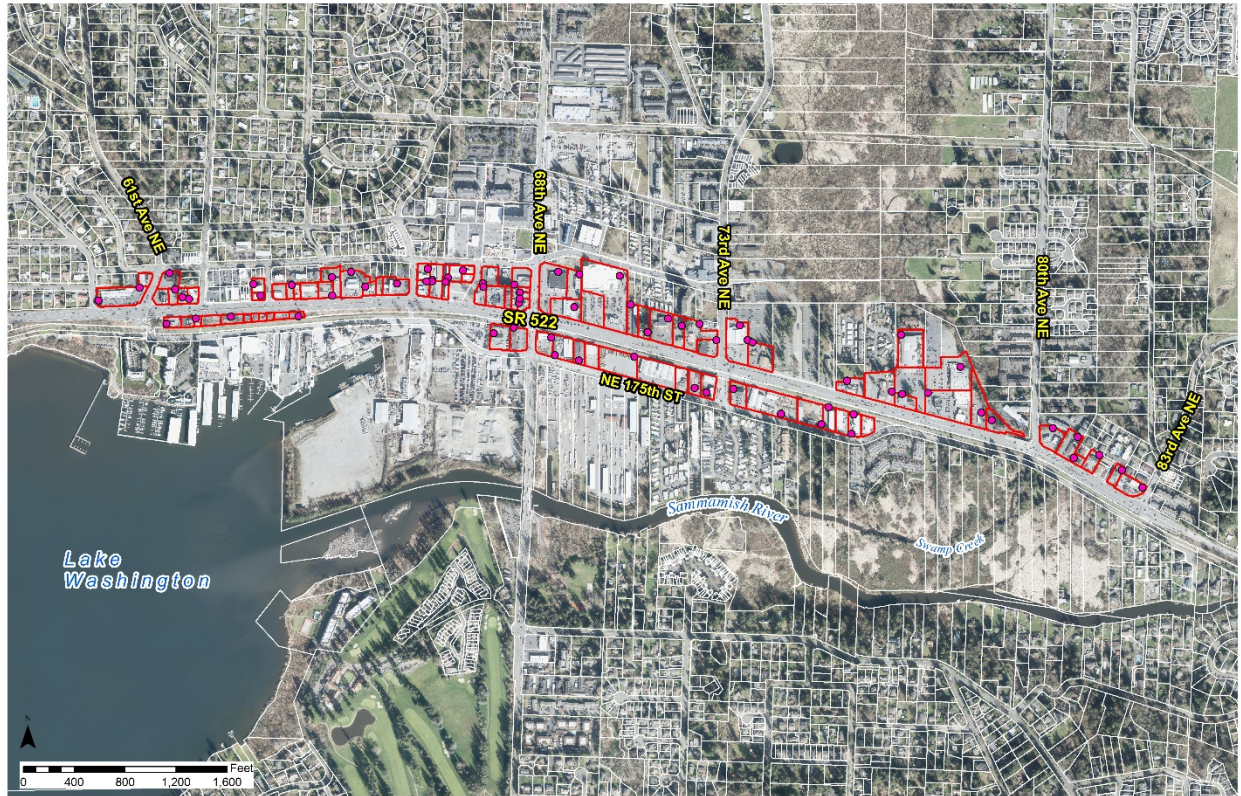 61st Ave NE
68th Ave NE
73rd Ave NE
80th Ave NE
83rd Ave NE
SR 522
NE 175th ST
Sammamish River
Swamp Creek
Lake
Washington
N
Feet
0 400 800 1,200 1,600